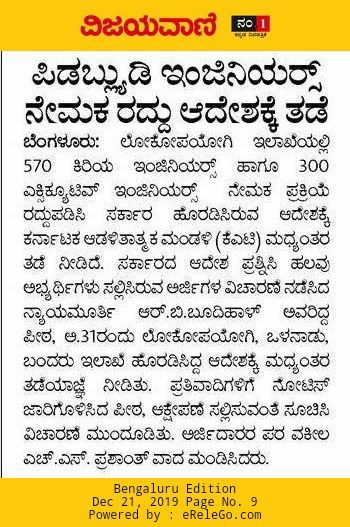 ವಿಜಯವಾಣಿ
ನಂ 1
ಕನ್ನಡ ದಿನಪತ್ರಿಕೆ
ಪಿಡಬ್ಲ್ಯುಡಿ ಇಂಜಿನಿಯರ್ಸ್
ನೇಮಕ ರದ್ದು ಆದೇಶಕ್ಕೆ ತಡೆ
ಬೆಂಗಳೂರು: ಲೋಕೋಪಯೋಗಿ ಇಲಾಖೆಯಲ್ಲಿ
570 ಕಿರಿಯ ಇಂಜಿನಿಯರ್ಸ್ ಹಾಗೂ 300
ಎಕ್ಸಿಕ್ಯೂಟಿವ್ ಇಂಜಿನಿಯರ್ಸ್ ನೇಮಕ ಪ್ರಕ್ರಿಯೆ
ರದ್ದುಪಡಿಸಿ ಸರ್ಕಾರ ಹೊರಡಿಸಿರುವ ಆದೇಶಕ್ಕೆ
ಕರ್ನಾಟಕ ಆಡಳಿತಾತ್ಮಕ ಮಂಡಳಿ (ಕೆಎಟಿ) ಮಧ್ಯಂತರ
ತಡೆ ನೀಡಿದೆ. ಸರ್ಕಾರದ ಆದೇಶ ಪ್ರಶ್ನಿಸಿ ಹಲವು
ಅಭ್ಯರ್ಥಿಗಳು ಸಲ್ಲಿಸಿರುವ ಅರ್ಜಿಗಳ ವಿಚಾರಣೆ ನಡೆಸಿದ
ನ್ಯಾಯಮೂರ್ತಿ ಆರ್.ಬಿ.ಬೂದಿಹಾಳ್ ಅವರಿದ್ದ
ಪೀಠ, ಅ.31ರಂದು ಲೋಕೋಪಯೋಗಿ, ಒಳನಾಡು,
ಬಂದರು ಇಲಾಖೆ ಹೊರಡಿಸಿದ್ದ ಆದೇಶಕ್ಕೆ ಮಧ್ಯಂತರ
ತಡೆಯಾಜ್ಞೆ ನೀಡಿತು. ಪ್ರತಿವಾದಿಗಳಿಗೆ ನೋಟಿಸ್
ಜಾರಿಗೊಳಿಸಿದ ಪೀಠ, ಆಕ್ಷೇಪಣೆ ಸಲ್ಲಿಸುವಂತೆ ಸೂಚಿಸಿ
ವಿಚಾರಣೆ ಮುಂದೂಡಿತು. ಅರ್ಜಿದಾರರ ಪರ ವಕೀಲ
ಎಚ್.ಎಸ್. ಪ್ರಶಾಂತ್ ವಾದ ಮಂಡಿಸಿದರು.
Bengaluru Edition
Dec 21, 2019 Page No. 9
Powered by : eReleGo.com